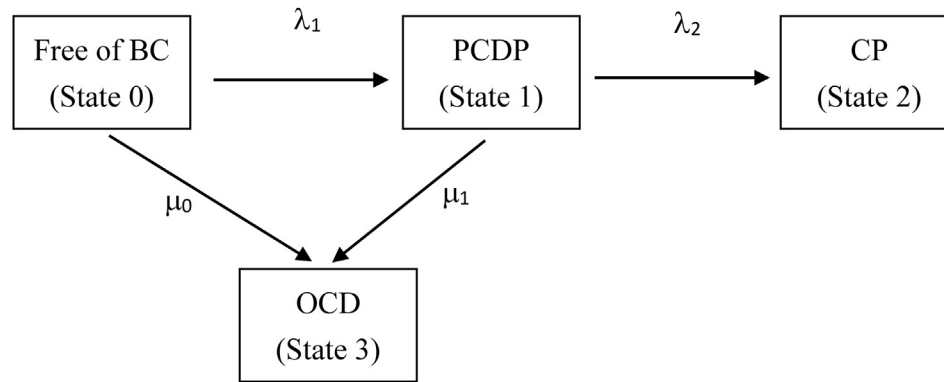 λ1
λ2
Free of BC
(State 0)
PCDP
(State 1)
CP
(State 2)
μ0
μ1
OCD
(State 3)